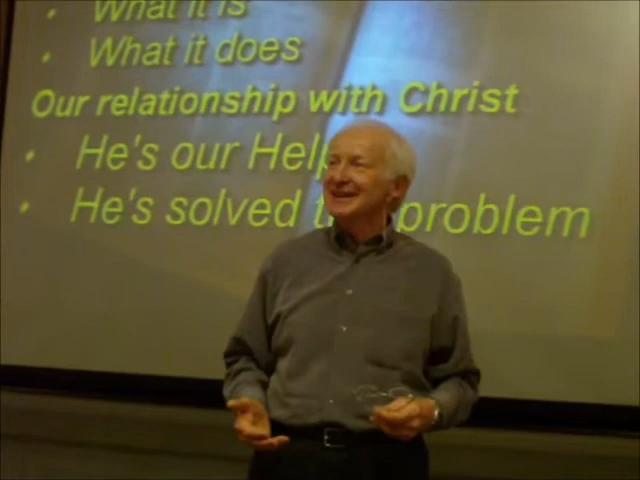 • What it is
• What it does
Our relationship with Christ
• He's our Help
• He's solved problem